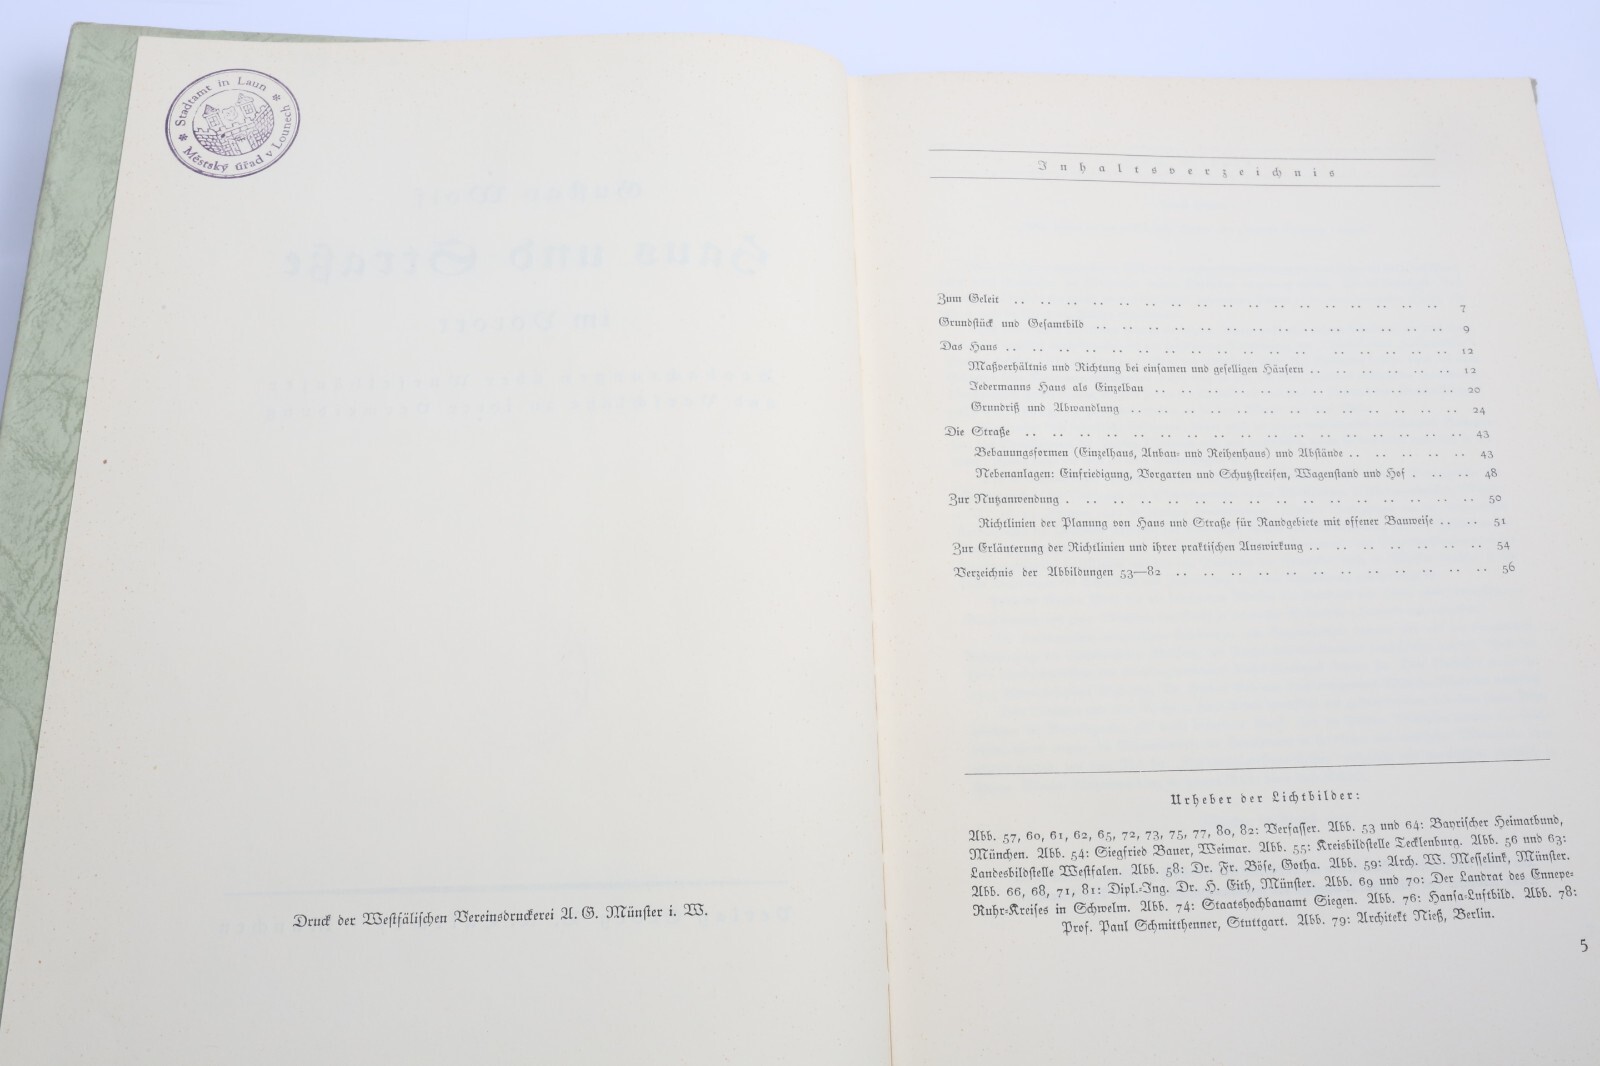 Stadtamt in Laun
Městský úřad v Lounech
Haus und Straße
im Vorort
Druck der Westfälischen Vereinsdruckerei A. G. Münster i. W.
Inhaltsverzeichnis
Zum Geleit .. .. .. .. .. .. .. .. .. .. .. .. .. .. .. .. .. 7
Grundstück und Gesamtbild .. .. .. .. .. .. .. .. .. .. .. .. .. .. 9
Das Haus .. .. .. .. .. .. .. .. .. .. .. .. .. .. .. .. .. 12
Maßverhältnis und Richtung bei einsamen und geselligen Häusern .. .. .. .. .. .. 12
Jedermanns Haus als Einzelbau .. .. .. .. .. .. .. .. .. .. .. .. 20
Grundriß und Abwandlung .. .. .. .. .. .. .. .. .. .. .. .. .. 24
Die Straße .. .. .. .. .. .. .. .. .. .. .. .. .. .. .. .. .. 43
Bebauungsformen (Einzelhaus, Anbau- und Reihenhaus) und Abstände .. .. .. .. .. 43
Nebenanlagen: Einfriedigung, Vorgarten und Schutzstreifen, Wagenstand und Hof . .. .. 48
Zur Nutzanwendung . .. .. .. .. .. .. .. .. .. .. .. .. .. .. .. 50
Richtlinien der Planung von Haus und Straße für Randgebiete mit offener Bauweise .. .. 51
Zur Erläuterung der Richtlinien und ihrer praktischen Auswirkung .. .. .. .. .. .. .. 54
Verzeichnis der Abbildungen 53—82 .. .. .. .. .. .. .. .. .. .. .. .. 56
Urheber der Lichtbilder:
Abb. 57, 60, 61, 62, 65, 72, 73, 75, 77, 80, 82: Verfasser. Abb. 53 und 64: Bayrischer Heimatbund,
München. Abb. 54: Siegfried Bauer, Weimar. Abb. 55: Kreisbildstelle Tecklenburg. Abb. 56 und 63:
Landesbildstelle Westfalen. Abb. 58: Dr. Fr. Böse, Gotha. Abb. 59: Arch. W. Messelink, Münster.
Abb. 66, 68, 71, 81: Dipl.-Ing. Dr. H. Eith, Münster. Abb. 69 und 70: Der Landrat des Ennepe-
Ruhr-Kreises in Schwelm. Abb. 74: Staatshochbauamt Siegen. Abb. 76: Hansa-Luftbild. Abb. 78:
Prof. Paul Schmitthenner, Stuttgart. Abb. 79: Architekt Nieß, Berlin.
5